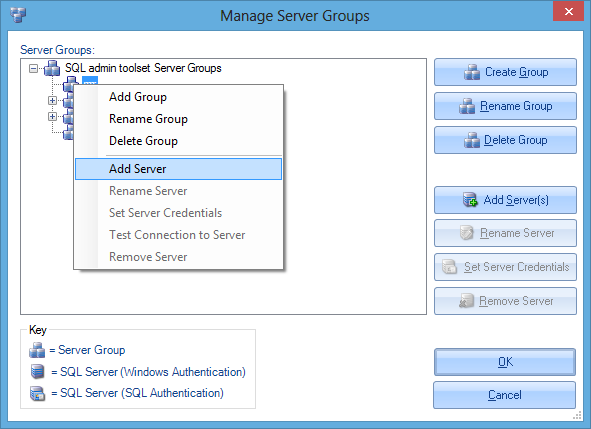 Manage Server Groups
Server Groups:
SQL admin toolset Server Groups
Add Group
Rename Group
Delete Group
Add Server
Rename Server
Set Server Credentials
Test Connection to Server
Remove Server
Create Group
Rename Group
Delete Group
Add Server(s)
Rename Server
Set Server Credentials
Remove Server
Key
= Server Group
= SQL Server (Windows Authentication)
= SQL Server (SQL Authentication)
OK
Cancel